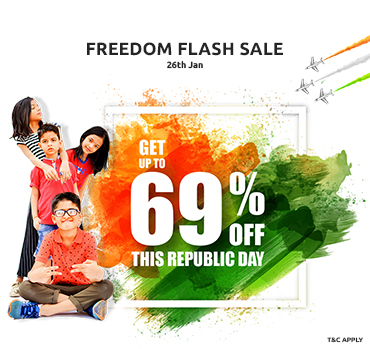 FREEDOM FLASH SALE
26th Jan
GET
UP TO
69% OFF
THIS REPUBLIC DAY
T&C APPLY